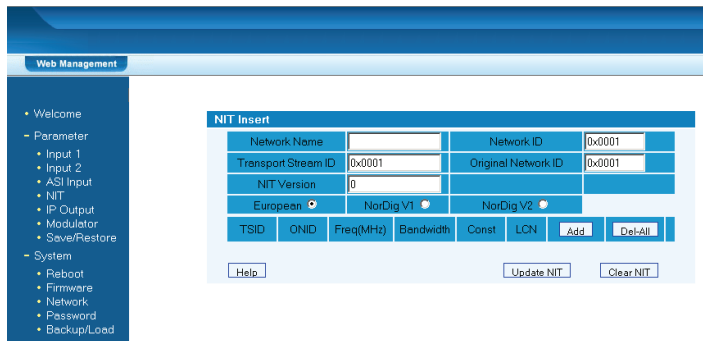 Web Management
• Welcome
- Parameter
• Input 1
• Input 2
• ASI Input
• NIT
• IP Output
• Modulator
• Save/Restore
- System
• Reboot
• Firmware
• Network
• Password
• Backup/Load
NIT Insert
Network Name Network ID 0x0001
Transport Stream ID 0x0001 Original Network ID 0x0001
NIT Version 0
European NorDig V1 NorDig V2
TSID ONID Freq(MHz) Bandwidth Const LCN Add Del-All
Help Update NIT Clear NIT